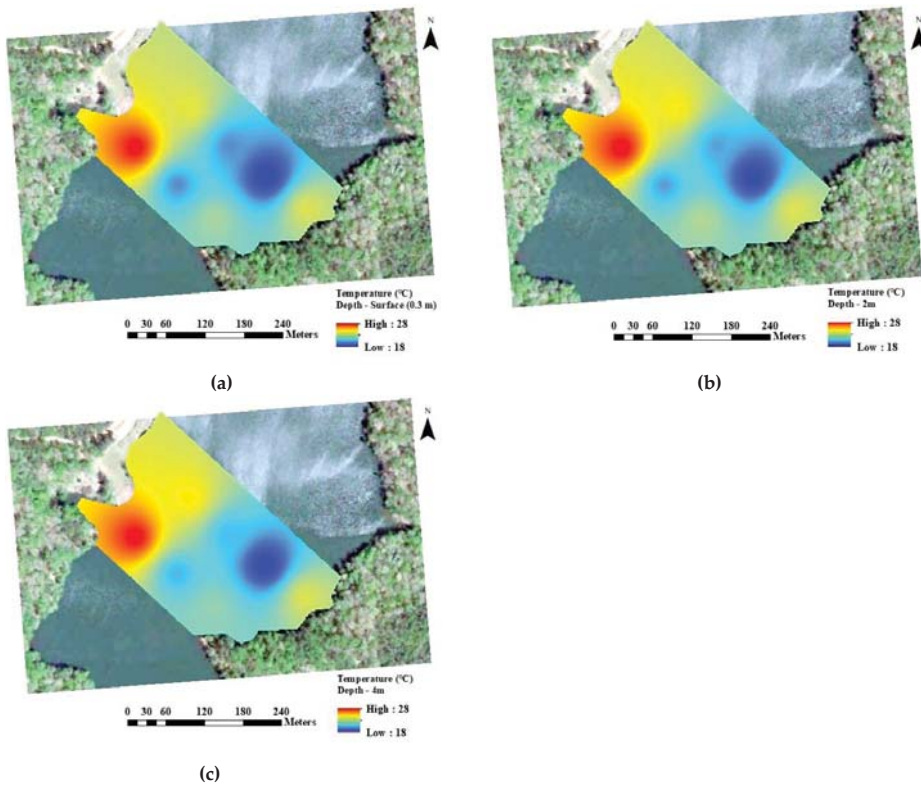 N
Temperature (°C)
Depth - Surface (0.3 m)
High : 28
Low : 18
0 30 60 120 180 240
Meters
(a)
N
Temperature (°C)
Depth - 2m
High : 28
Low : 18
0 30 60 120 180 240
Meters
(b)
N
Temperature (°C)
Depth - 4m
High : 28
Low : 18
0 30 60 120 180 240
Meters
(c)